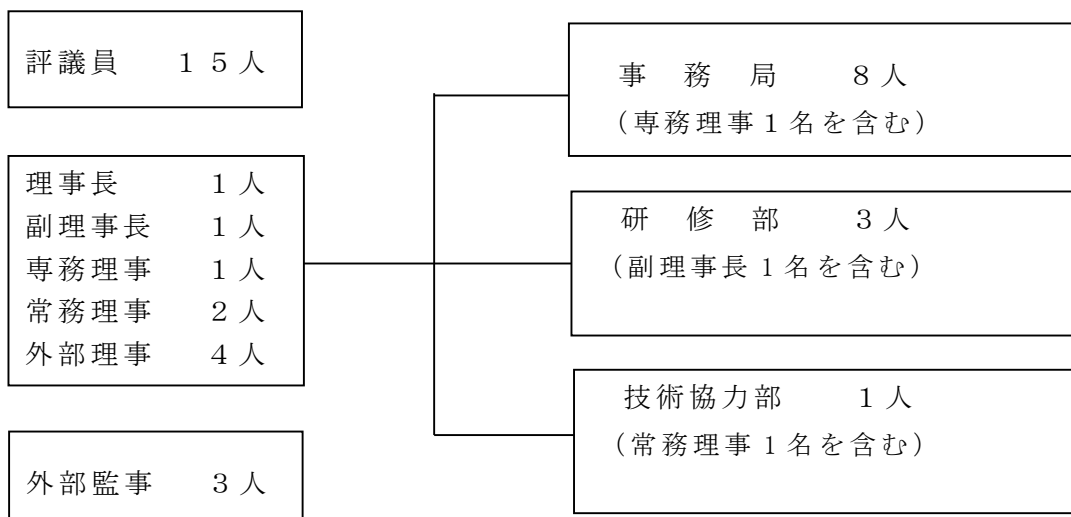 評議員　　１５人
理事長　　　１人
副理事長　　１人
専務理事　　１人
常務理事　　２人
外部理事　　４人
外部監事　　３人
事　務　局　　　８人
（専務理事１名を含む）
研　修　部　　３人
（副理事長１名を含む）
技術協力部　　１人
（常務理事１名を含む）